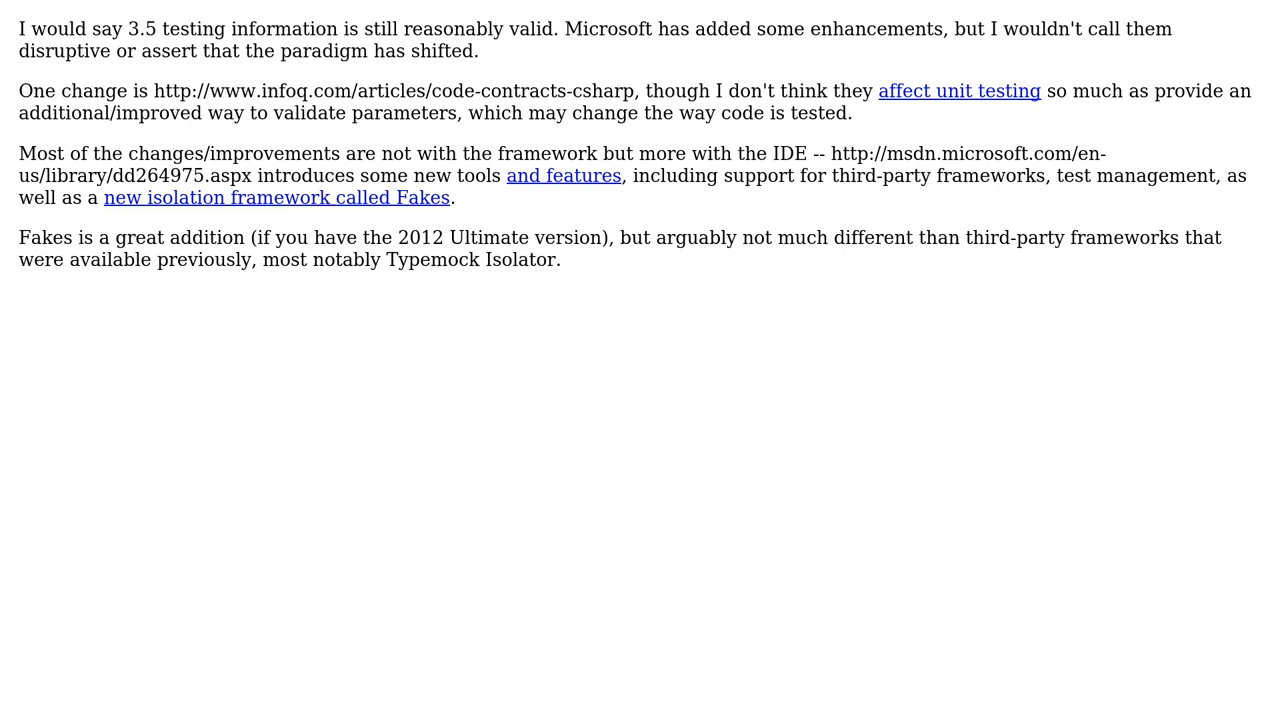 I would say 3.5 testing information is still reasonably valid. Microsoft has added some enhancements, but I wouldn't call them
disruptive or assert that the paradigm has shifted.
One change is http://www.infoq.com/articles/code-contracts-csharp, though I don't think they affect unit testing so much as provide an
additional/improved way to validate parameters, which may change the way code is tested.
Most of the changes/improvements are not with the framework but more with the IDE -- http://msdn.microsoft.com/en-
us/library/dd264975.aspx introduces some new tools and features, including support for third-party frameworks, test management, as
well as a new isolation framework called Fakes.
Fakes is a great addition (if you have the 2012 Ultimate version), but arguably not much different than third-party frameworks that
were available previously, most notably Typemock Isolator.